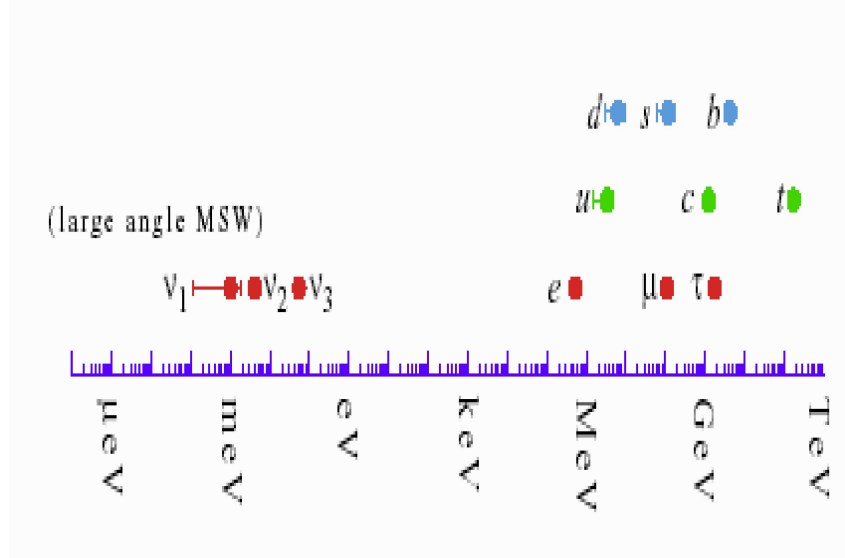 d s b
u c t
(large angle MSW)
ν1 ν2 ν3 e μ τ
μeV meV eV keV MeV GeV TeV